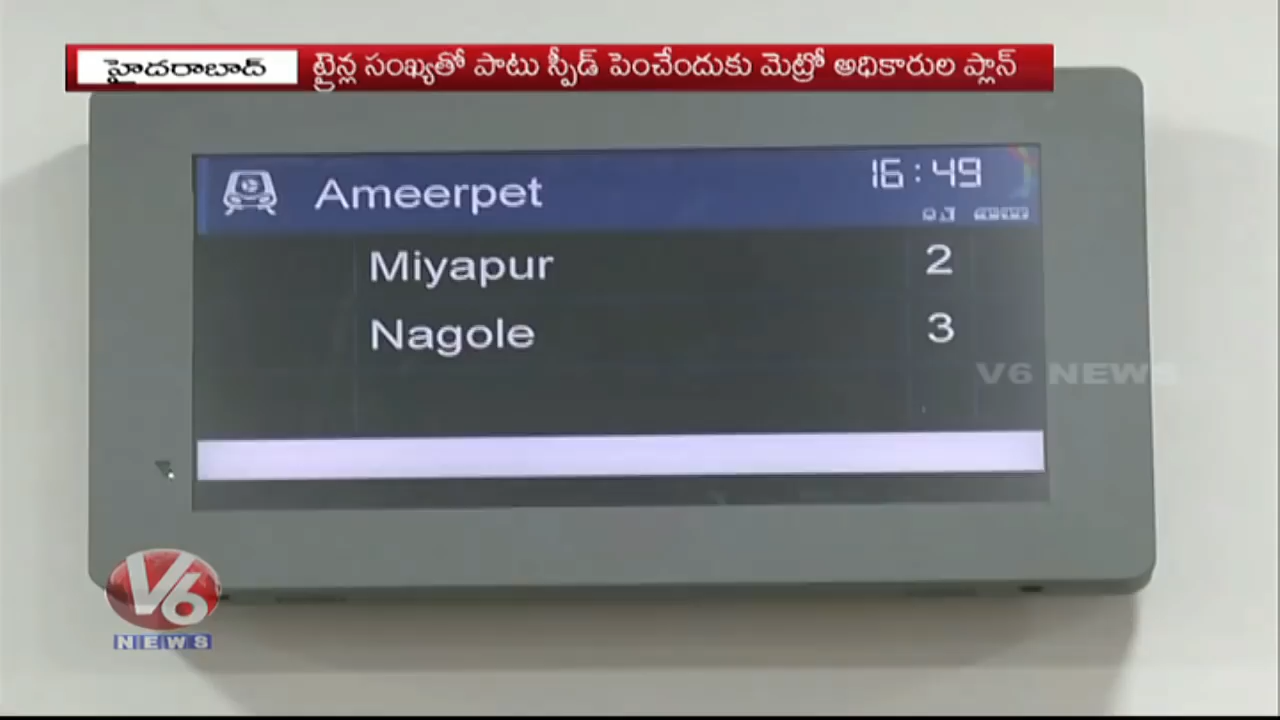 హైదరాబాద్ ట్రైన్ల సంఖ్యతో పాటు స్పీడ్ పెంచేందుకు మెట్రో అధికారుల ప్లాన్
Ameerpet 16:49
Miyapur 2
Nagole 3
V6 NEWS
V6
NEWS